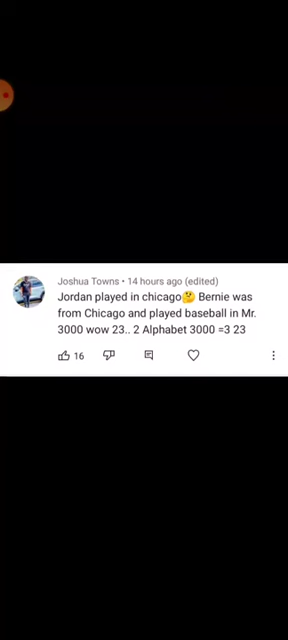 Joshua Towns • 14 hours ago (edited)
Jordan played in chicago🤔 Bernie was
from Chicago and played baseball in Mr.
3000 wow 23.. 2 Alphabet 3000 =3 23
16